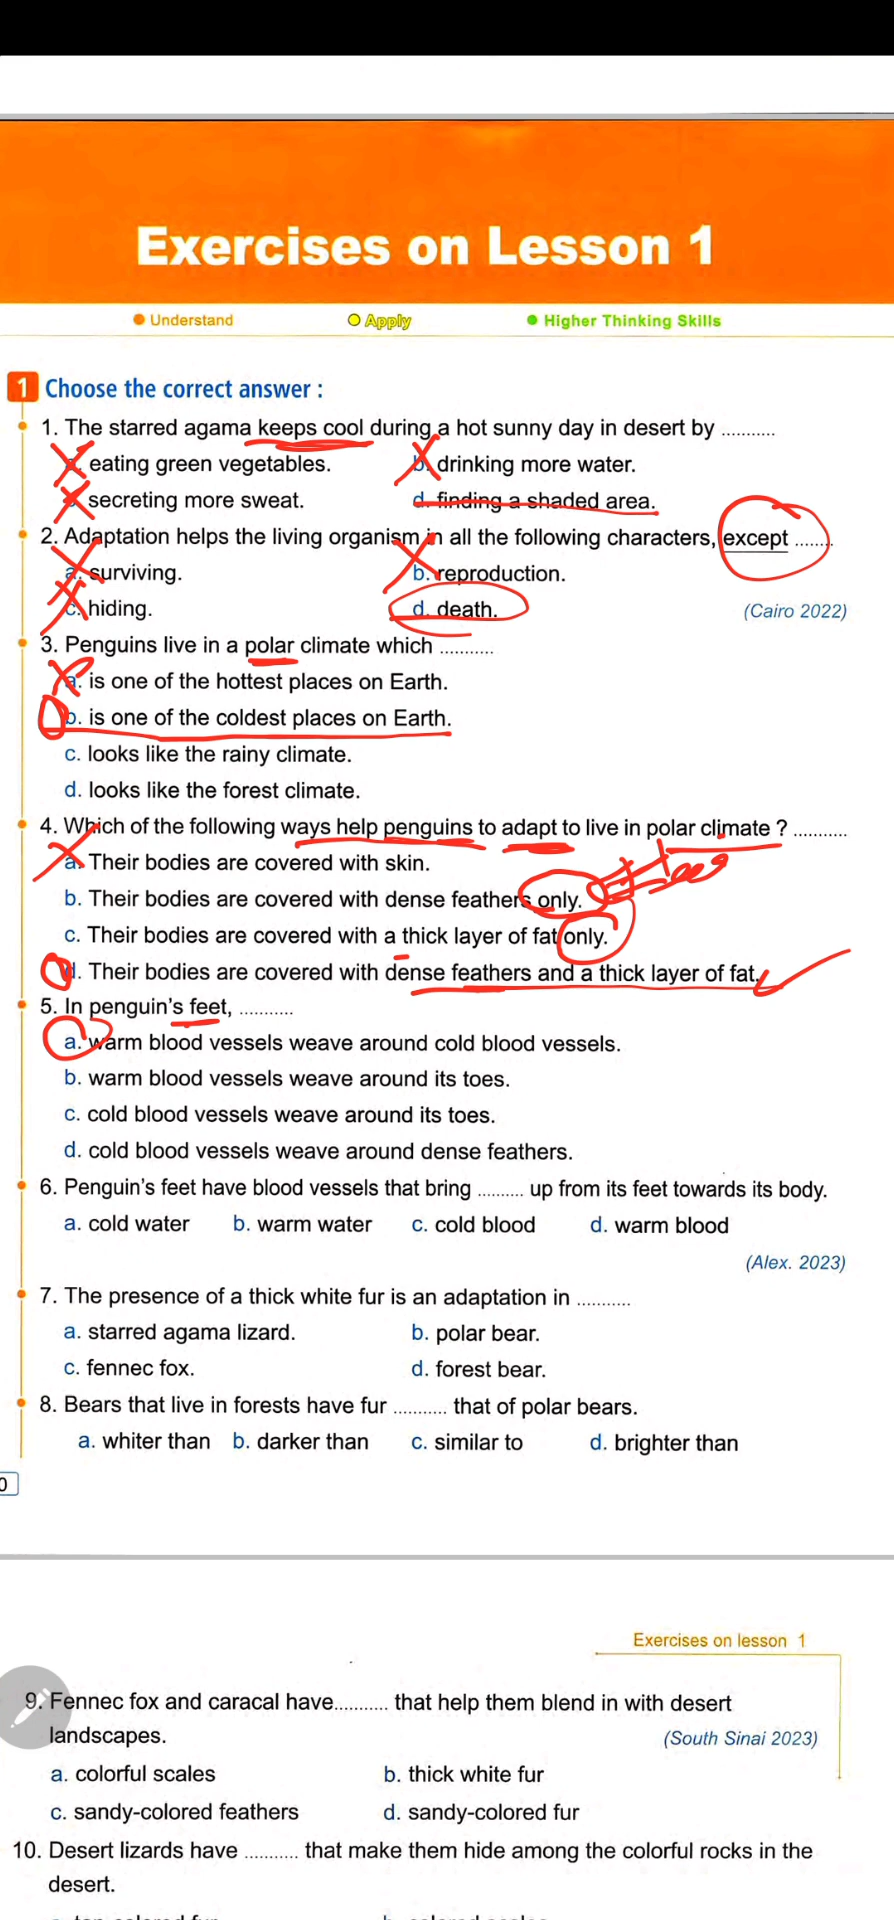 Exercises on Lesson 1
Understand Apply Higher Thinking Skills
1 Choose the correct answer :
1. The starred agama keeps cool during a hot sunny day in desert by ...........
eating green vegetables. b. drinking more water.
secreting more sweat. d. finding a shaded area.
2. Adaptation helps the living organism in all the following characters, except ........
a. surviving. b. reproduction.
c. hiding. d. death. (Cairo 2022)
3. Penguins live in a polar climate which ...........
a. is one of the hottest places on Earth.
b. is one of the coldest places on Earth.
c. looks like the rainy climate.
d. looks like the forest climate.
4. Which of the following ways help penguins to adapt to live in polar climate ? ...........
a. Their bodies are covered with skin.
b. Their bodies are covered with dense feathers only.
c. Their bodies are covered with a thick layer of fat only.
d. Their bodies are covered with dense feathers and a thick layer of fat.
5. In penguin's feet, ...........
a. warm blood vessels weave around cold blood vessels.
b. warm blood vessels weave around its toes.
c. cold blood vessels weave around its toes.
d. cold blood vessels weave around dense feathers.
6. Penguin's feet have blood vessels that bring ......... up from its feet towards its body.
a. cold water b. warm water c. cold blood d. warm blood
(Alex. 2023)
7. The presence of a thick white fur is an adaptation in ...........
a. starred agama lizard. b. polar bear.
c. fennec fox. d. forest bear.
8. Bears that live in forests have fur ........... that of polar bears.
a. whiter than b. darker than c. similar to d. brighter than
0
Exercises on lesson 1
9. Fennec fox and caracal have........... that help them blend in with desert
landscapes. (South Sinai 2023)
a. colorful scales b. thick white fur
c. sandy-colored feathers d. sandy-colored fur
10. Desert lizards have ........... that make them hide among the colorful rocks in the
desert.